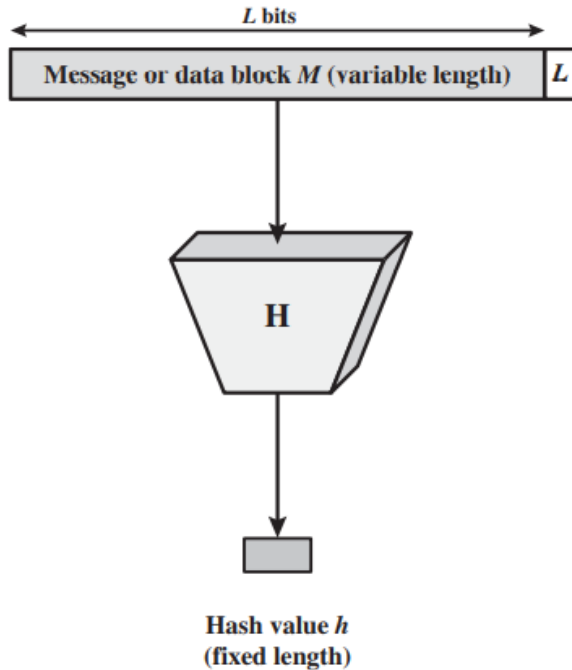 L bits
Message or data block M (variable length) L
H
Hash value h
(fixed length)